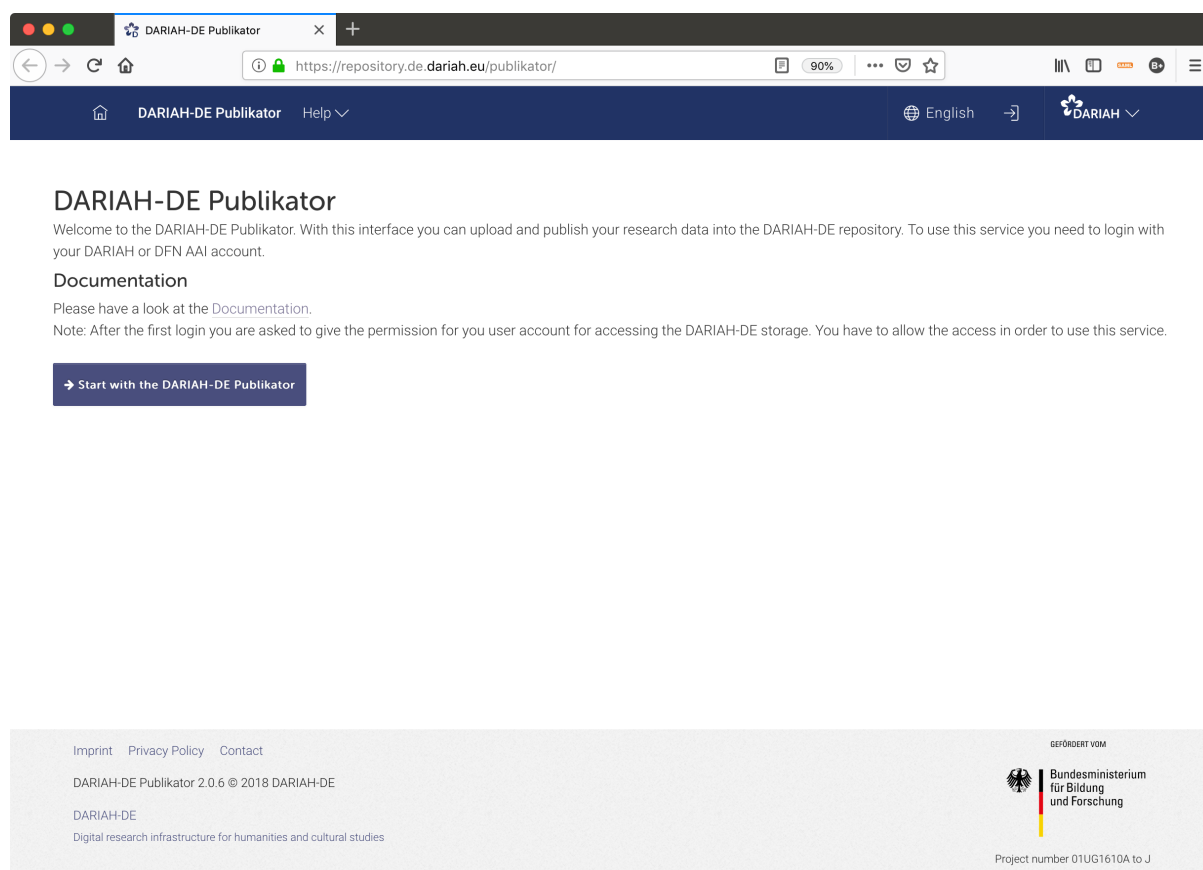 DARIAH-DE Publikator
https://repository.de.dariah.eu/publikator/
90%
DARIAH-DE Publikator Help
English
DARIAH
DARIAH-DE Publikator
Welcome to the DARIAH-DE Publikator. With this interface you can upload and publish your research data into the DARIAH-DE repository. To use this service you need to login with
your DARIAH or DFN AAI account.
Documentation
Please have a look at the Documentation.
Note: After the first login you are asked to give the permission for you user account for accessing the DARIAH-DE storage. You have to allow the access in order to use this service.
Start with the DARIAH-DE Publikator
Imprint Privacy Policy Contact
DARIAH-DE Publikator 2.0.6 © 2018 DARIAH-DE
DARIAH-DE
Digital research infrastructure for humanities and cultural studies
GEFÖRDERT VOM
Bundesministerium
für Bildung
und Forschung
Project number 01UG1610A to J